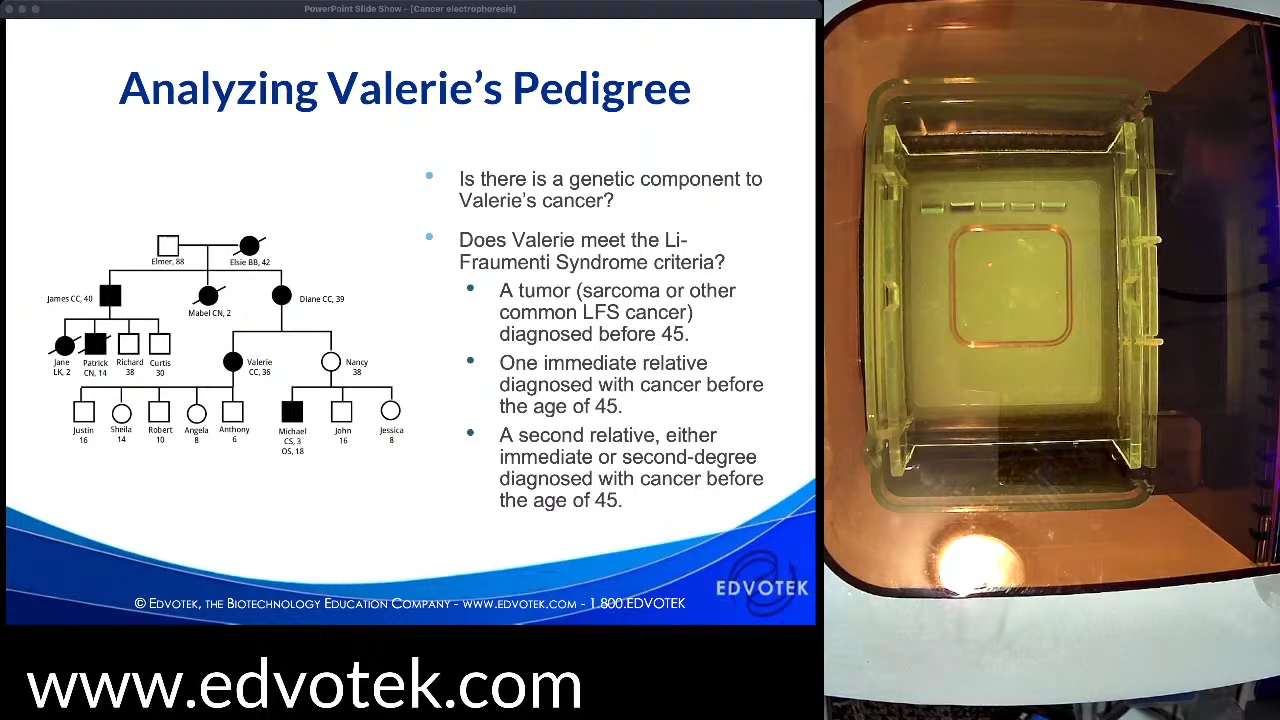 PowerPoint Slide Show - [Cancer electrophoresis]
Analyzing Valerie's Pedigree
Is there is a genetic component to
Valerie's cancer?
Does Valerie meet the Li-
Fraumenti Syndrome criteria?
A tumor (sarcoma or other
common LFS cancer)
diagnosed before 45.
One immediate relative
diagnosed with cancer before
the age of 45.
A second relative, either
immediate or second-degree
diagnosed with cancer before
the age of 45.
Elmer, 88
Elsie BB, 42
James CC, 40
Mabel CN, 2
Diane CC, 39
Jane
LK, 2
Patrick
CN, 14
Richard
38
Curtis
30
Valerie
CC, 36
Nancy
38
Justin
16
Sheila
14
Robert
10
Angela
8
Anthony
6
Michael
CS, 3
OS, 18
John
16
Jessica
8
EDVOTEK
© EDVOTEK, THE BIOTECHNOLOGY EDUCATION COMPANY - WWW.EDVOTEK.COM - 1.800.EDVOTEK
www.edvotek.com